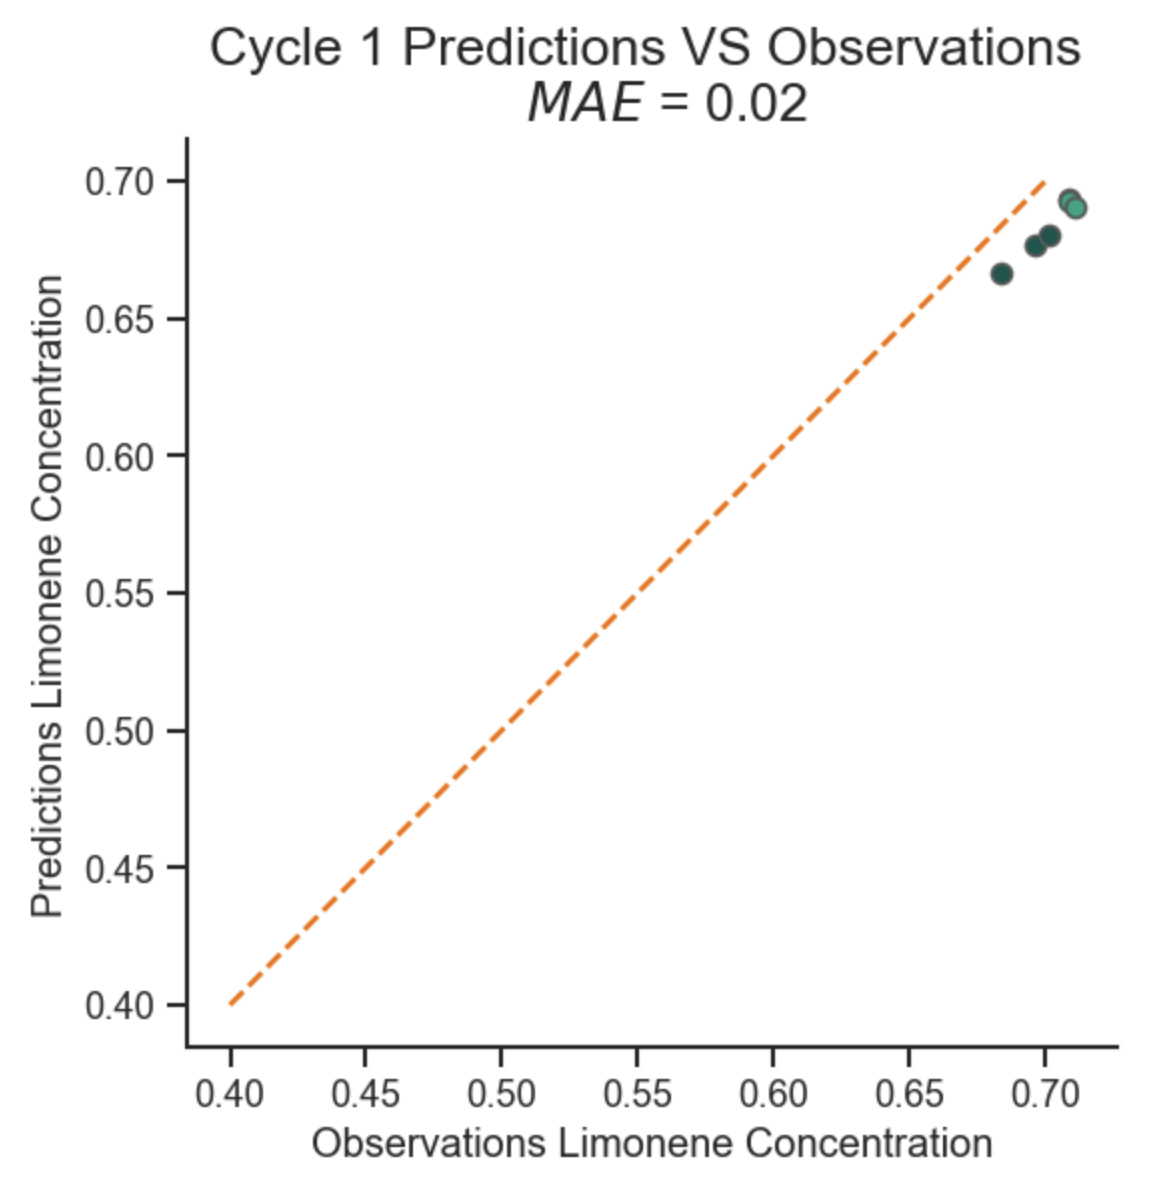 Cycle 1 Predictions VS Observations
MAE = 0.02
Predictions Limonene Concentration
0.70
0.65
0.60
0.55
0.50
0.45
0.40
0.40 0.45 0.50 0.55 0.60 0.65 0.70
Observations Limonene Concentration